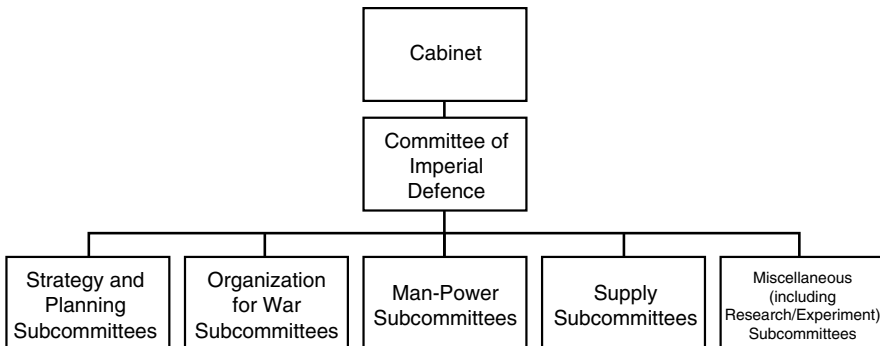 Cabinet
Committee of
Imperial
Defence
Strategy and
Planning
Subcommittees
Organization
for War
Subcommittees
Man-Power
Subcommittees
Supply
Subcommittees
Miscellaneous
(including
Research/Experiment)
Subcommittees